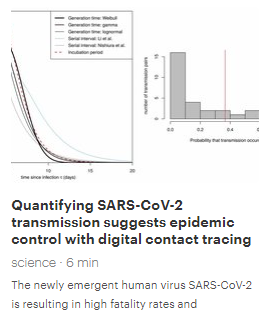 Generation time: Weibull
Generation time: gamma
Generation time: lognormal
Serial interval: Li et al.
Serial interval: Nishiura et al.
Incubation period
10 15 20
time since infection τ (days)
number of transmission pairs
0 5 10 15
0.0 0.2 0.4
Probability that transmission occurr
Quantifying SARS-CoV-2
transmission suggests epidemic
control with digital contact tracing
science · 6 min
The newly emergent human virus SARS-CoV-2
is resulting in high fatality rates and